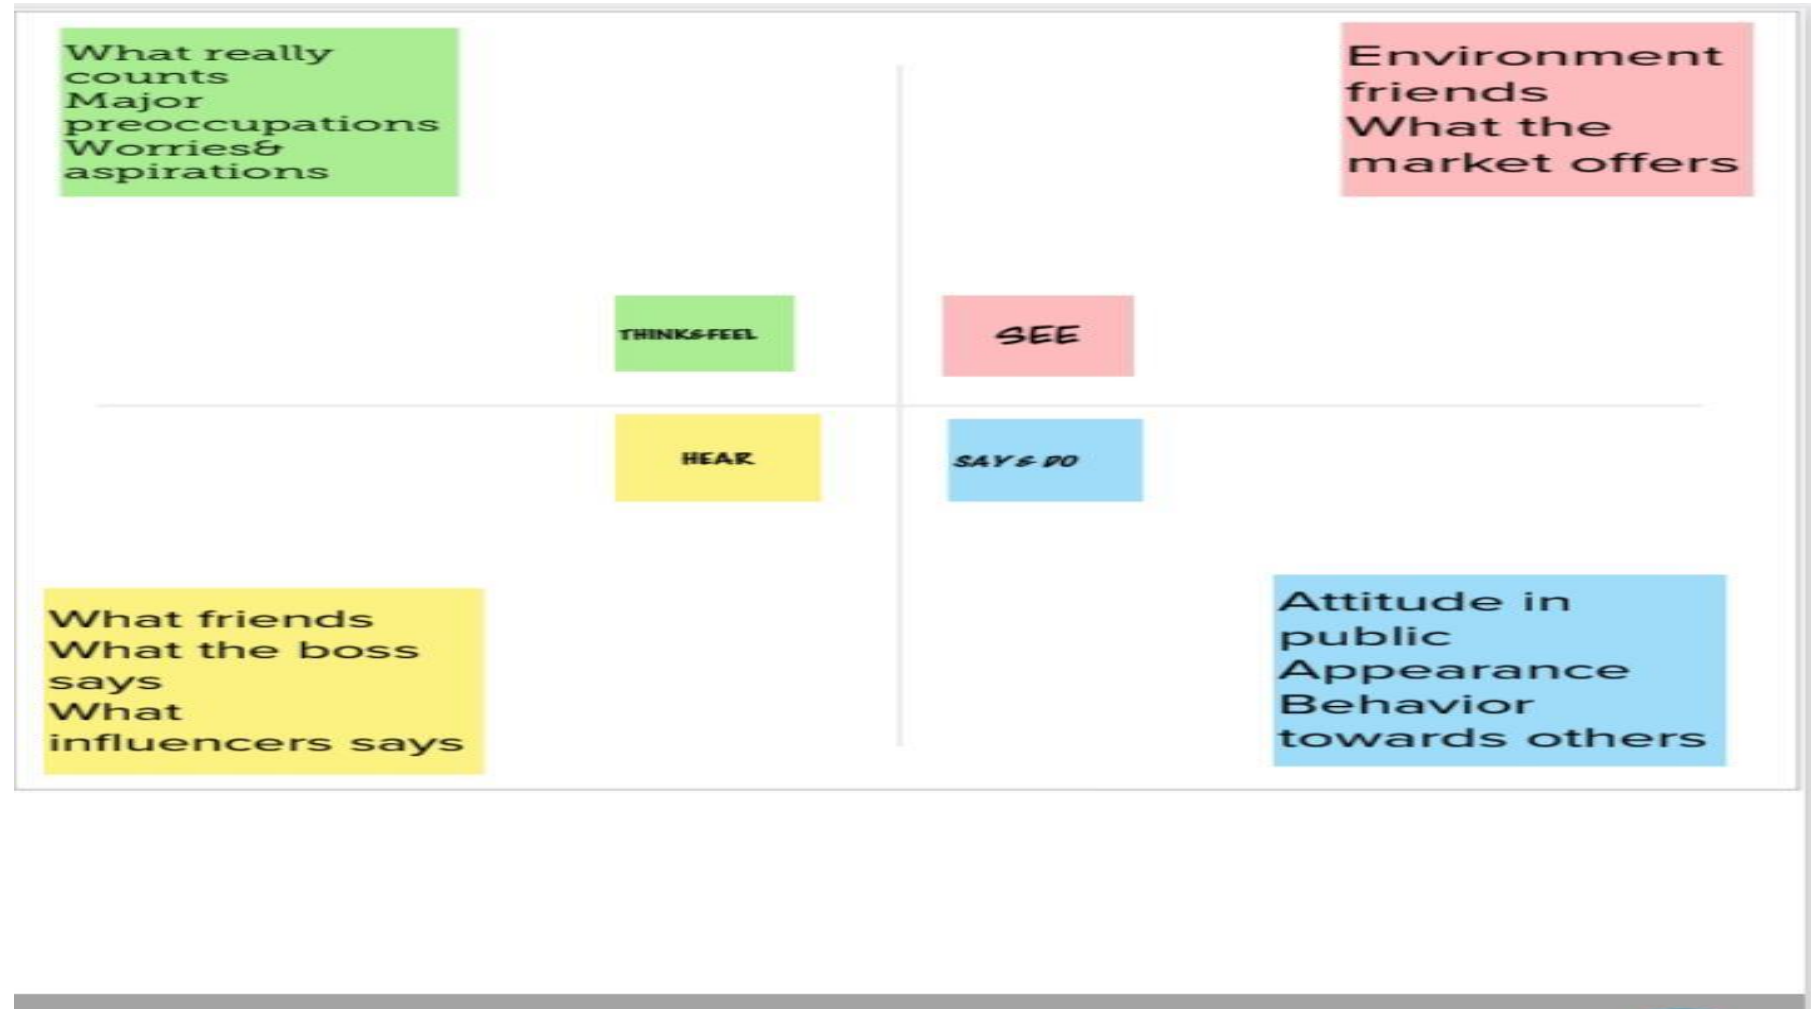 What really
counts
Major
preoccupations
Worries&
aspirations
Environment
friends
What the
market offers
THINK&FEEL
SEE
HEAR
SAY & DO
What friends
What the boss
says
What
influencers says
Attitude in
public
Appearance
Behavior
towards others